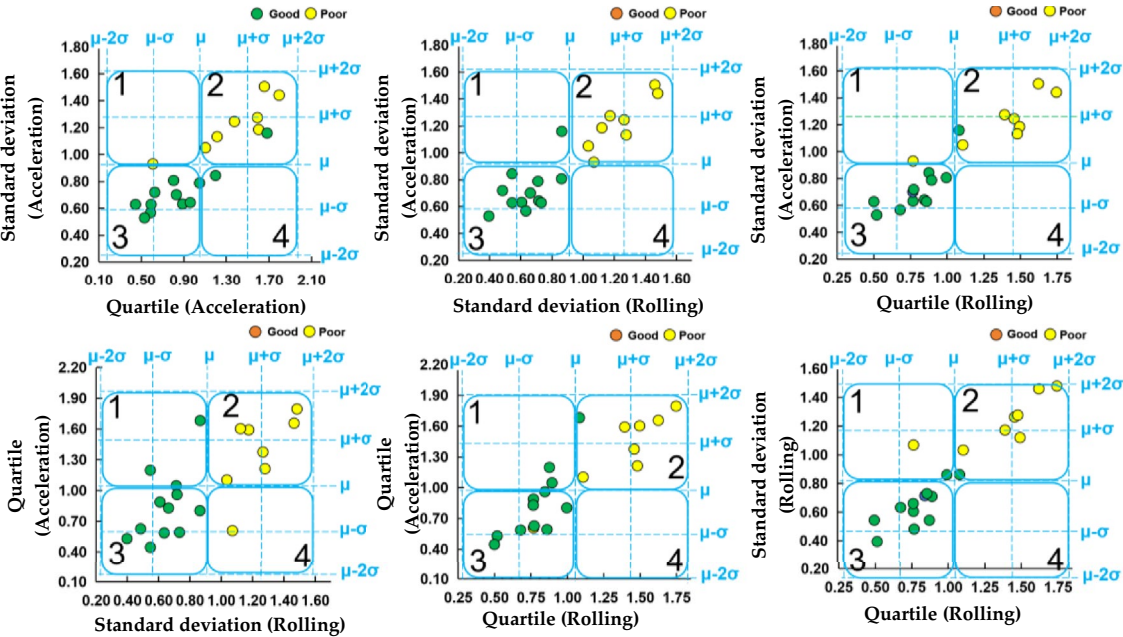 Good Poor
μ-2σ μ-σ μ μ+σ μ+2σ
1.80
1.60
1.40
1.20
1.00
0.80
0.60
0.40
0.20
μ+2σ
μ+σ
μ
μ-σ
μ-2σ
1
2
3
4
0.10 0.50 0.90 1.30 1.70 2.10
Quartile (Acceleration)
Standard deviation
(Acceleration)
Good Poor
μ-2σ μ-σ μ μ+σ μ+2σ
1.80
1.60
1.40
1.20
1.00
0.80
0.60
0.40
0.20
μ+2σ
μ+σ
μ
μ-σ
μ-2σ
1
2
3
4
0.20 0.40 0.60 0.80 1.00 1.20 1.40 1.60
Standard deviation (Rolling)
Standard deviation
(Acceleration)
Good Poor
μ-2σ μ-σ μ μ+σ μ+2σ
1.80
1.60
1.40
1.20
1.00
0.80
0.60
0.40
0.20
μ+2σ
μ+σ
μ
μ-σ
μ-2σ
1
2
3
4
0.25 0.50 0.75 1.00 1.25 1.50 1.75
Quartile (Rolling)
Standard deviation
(Acceleration)
Good Poor
μ-2σ μ-σ μ μ+σ μ+2σ
2.20
1.90
1.60
1.30
1.00
0.70
0.40
0.10
μ+2σ
μ+σ
μ
μ-σ
μ-2σ
1
2
3
4
0.20 0.40 0.60 0.80 1.00 1.20 1.40 1.60
Standard deviation (Rolling)
Quartile
(Acceleration)
Good Poor
μ-2σ μ-σ μ μ+σ μ+2σ
2.20
1.90
1.60
1.30
1.00
0.70
0.40
0.10
μ+2σ
μ+σ
μ
μ-σ
μ-2σ
1
2
3
4
0.25 0.50 0.75 1.00 1.25 1.50 1.75
Quartile (Rolling)
Quartile
(Acceleration)
Good Poor
μ-2σ μ-σ μ μ+σ μ+2σ
1.60
1.40
1.20
1.00
0.80
0.60
0.40
0.20
μ+2σ
μ+σ
μ
μ-σ
μ-2σ
1
2
3
4
0.25 0.50 0.75 1.00 1.25 1.50 1.75
Quartile (Rolling)
Standard deviation
(Rolling)